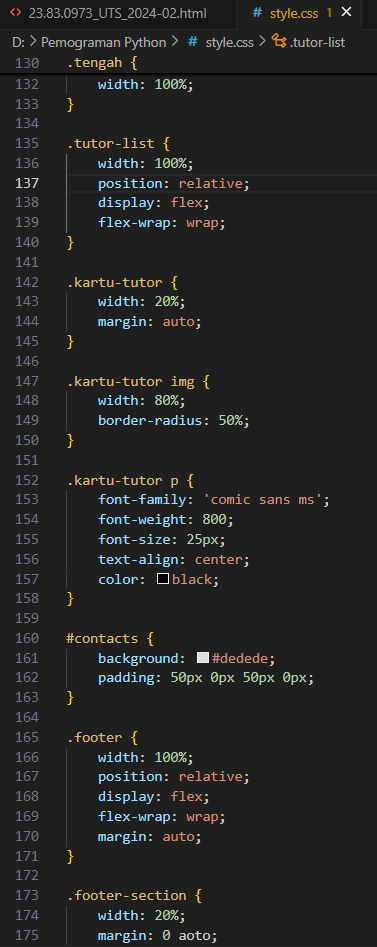 <> 23.83.0973_UTS_2024-02.html # style.css 1 ×
D: > Pemograman Python > # style.css > .tutor-list
130 .tengah {
132 width: 100%;
133 }
134
135 .tutor-list {
136 width: 100%;
137 position: relative;
138 display: flex;
139 flex-wrap: wrap;
140 }
141
142 .kartu-tutor {
143 width: 20%;
144 margin: auto;
145 }
146
147 .kartu-tutor img {
148 width: 80%;
149 border-radius: 50%;
150 }
151
152 .kartu-tutor p {
153 font-family: 'comic sans ms';
154 font-weight: 800;
155 font-size: 25px;
156 text-align: center;
157 color: black;
158 }
159
160 #contacts {
161 background: #dedede;
162 padding: 50px 0px 50px 0px;
163 }
164
165 .footer {
166 width: 100%;
167 position: relative;
168 display: flex;
169 flex-wrap: wrap;
170 margin: auto;
171 }
172
173 .footer-section {
174 width: 20%;
175 margin: 0 aoto;